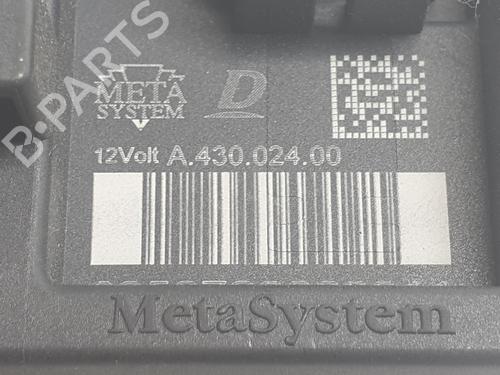 META
SYSTEM
D
12Volt A.430.024.00
MetaSystem
B-PARTS